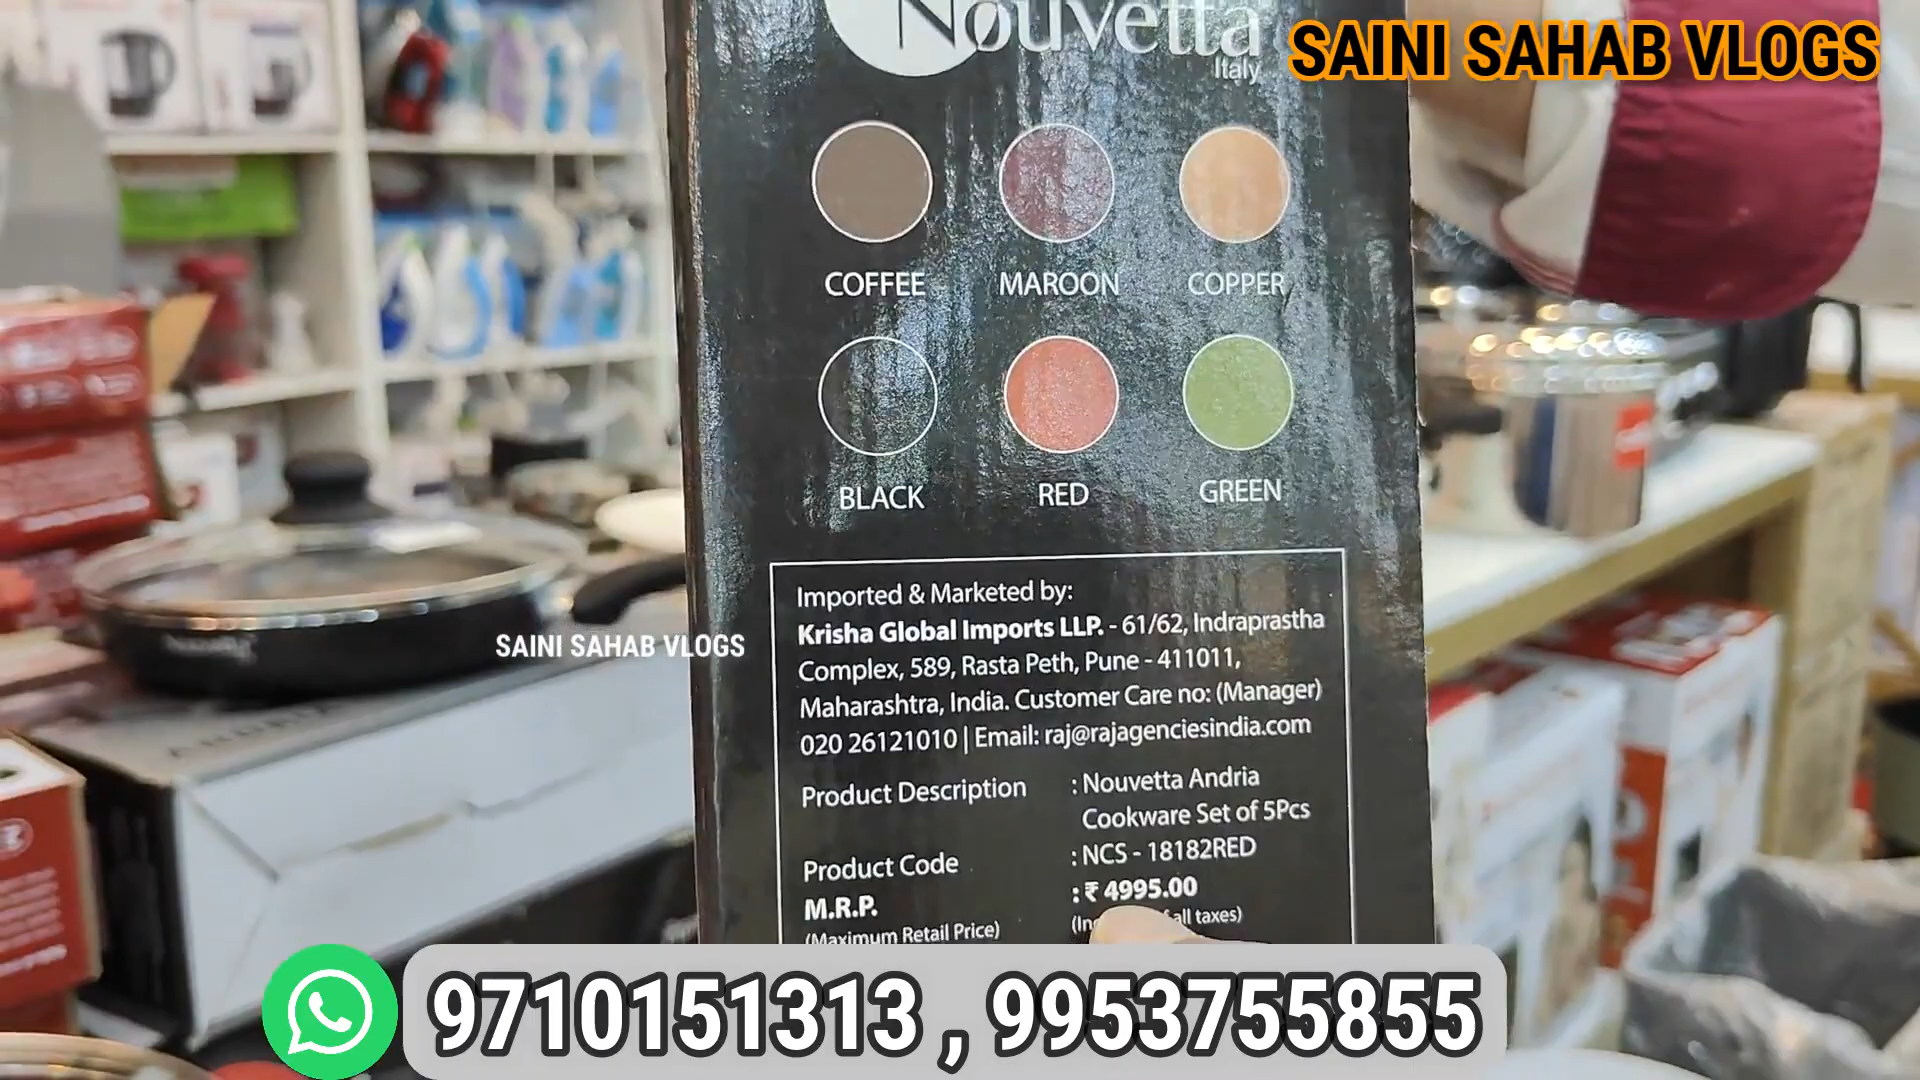 Nouvetta
Italy
SAINI SAHAB VLOGS
COFFEE MAROON COPPER
BLACK RED GREEN
Imported & Marketed by:
Krisha Global Imports LLP. - 61/62, Indraprastha
Complex, 589, Rasta Peth, Pune - 411011,
Maharashtra, India. Customer Care no: (Manager)
020 26121010 | Email: raj@rajagenciesindia.com
SAINI SAHAB VLOGS
Product Description : Nouvetta Andria
Cookware Set of 5Pcs
Product Code : NCS - 18182RED
M.R.P. : ₹ 4995.00
(Maximum Retail Price) all taxes)
9710151313 , 9953755855